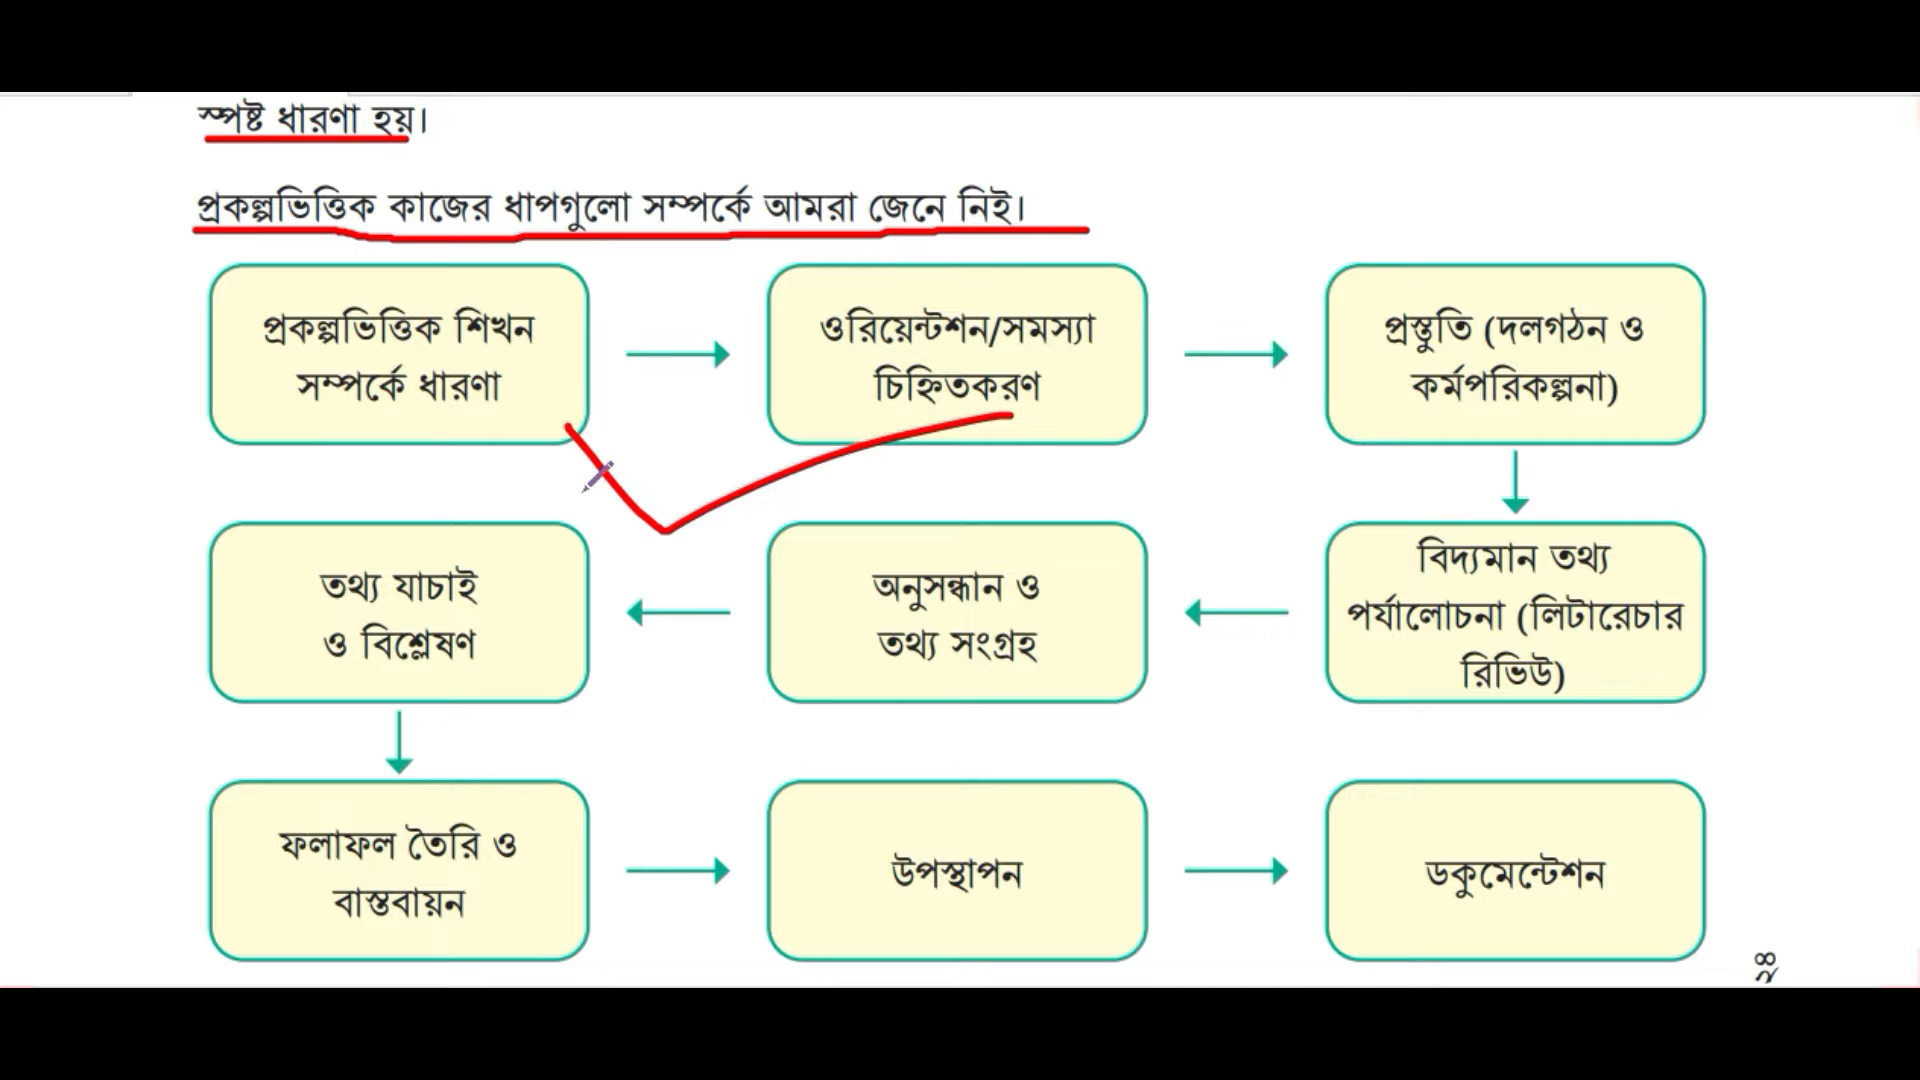 স্পষ্ট ধারণা হয়।
প্রকল্পভিত্তিক কাজের ধাপগুলো সম্পর্কে আমরা জেনে নিই।
প্রকল্পভিত্তিক শিখন
সম্পর্কে ধারণা
ওরিয়েন্টেশন/সমস্যা
চিহ্নিতকরণ
প্রস্তুতি (দলগঠন ও
কর্মপরিকল্পনা)
বিদ্যমান তথ্য
পর্যালোচনা (লিটারেচার
রিভিউ)
অনুসন্ধান ও
তথ্য সংগ্রহ
তথ্য যাচাই
ও বিশ্লেষণ
ফলাফল তৈরি ও
বাস্তবায়ন
উপস্থাপন
ডকুমেন্টেশন
২৪